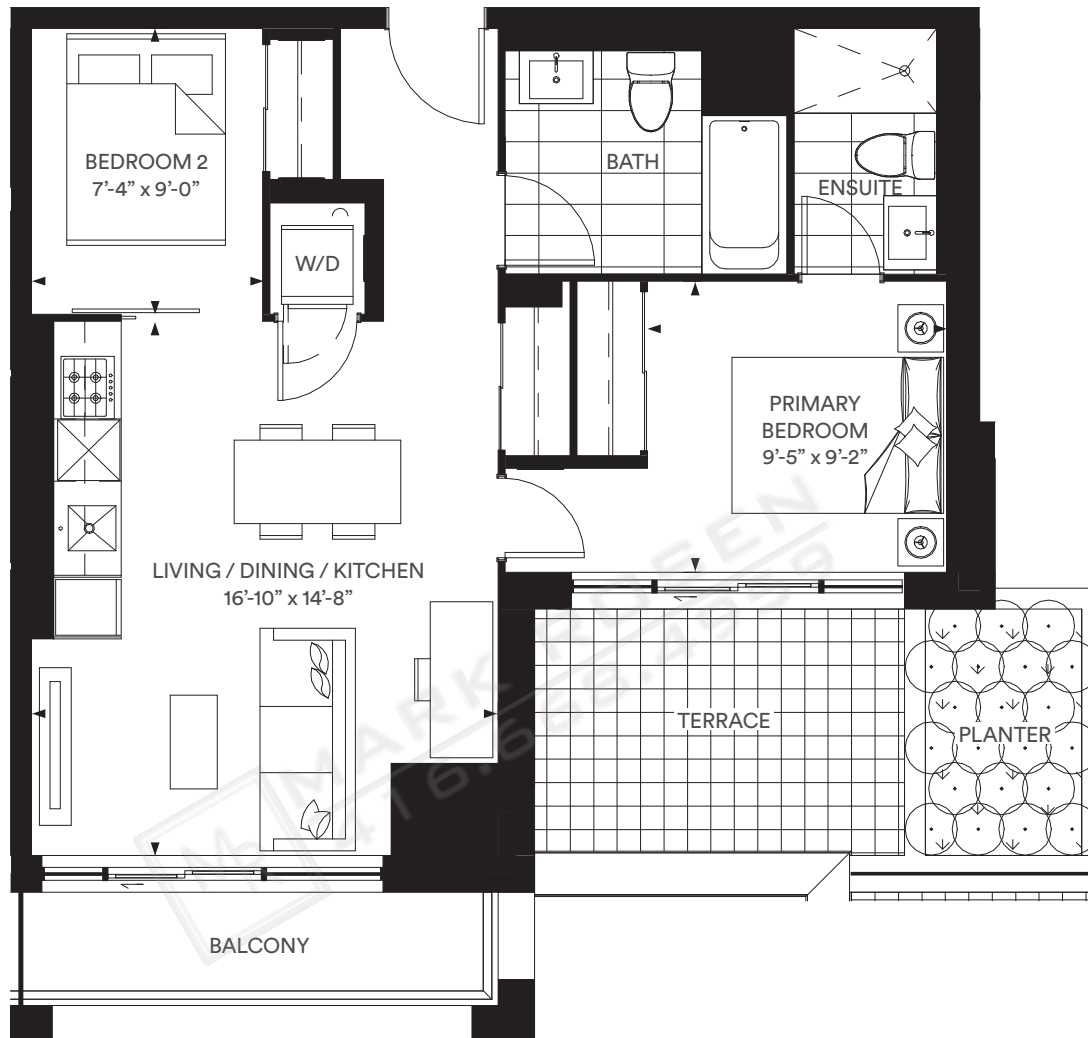 BEDROOM 2
7'-4" x 9'-0"
W/D
BATH
ENSUITE
PRIMARY
BEDROOM
9'-5" x 9'-2"
LIVING / DINING / KITCHEN
16'-10" x 14'-8"
TERRACE
PLANTER
BALCONY
MR
MARK ROSEN